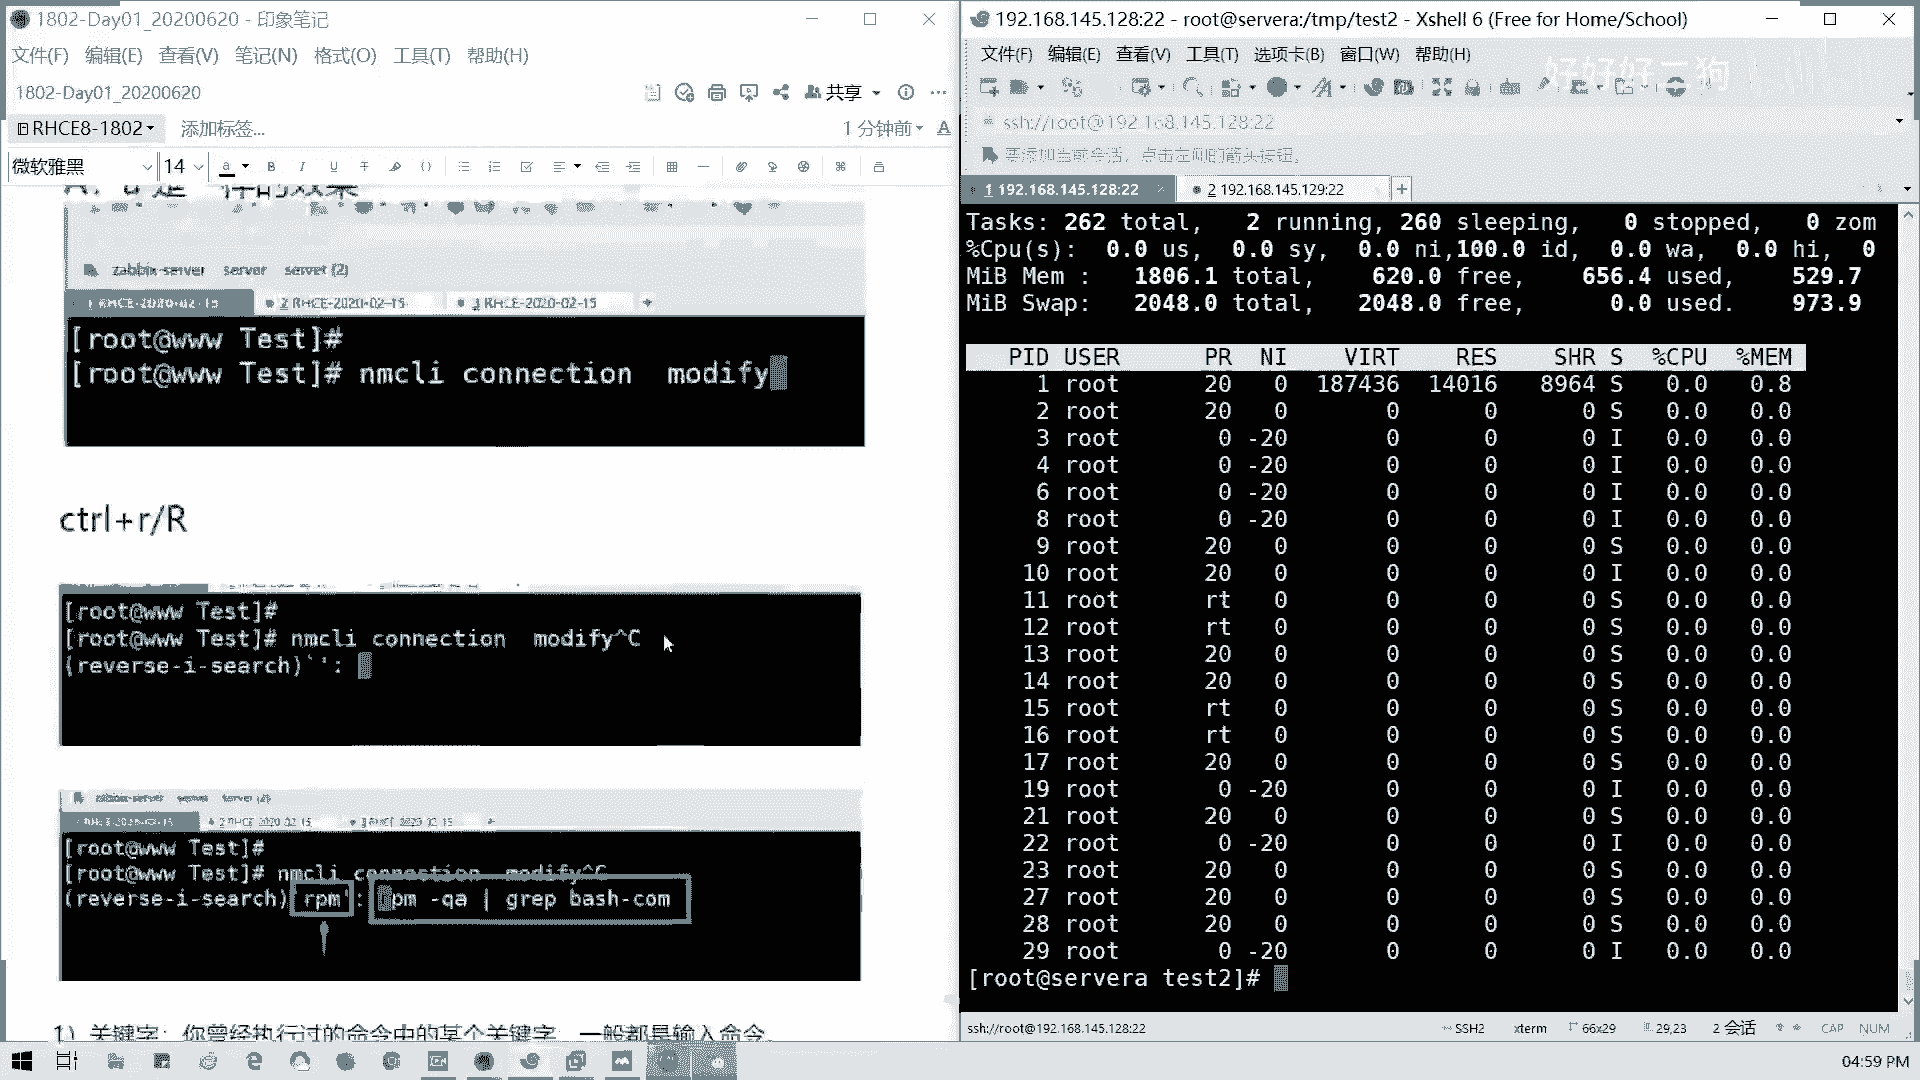 1802-Day01_20200620 - 印象笔记
文件(F) 编辑(E) 查看(V) 笔记(N) 格式(O) 工具(T) 帮助(H)
1802-Day01_20200620
共享
RHCE8-1802 添加标签... 1 分钟前
微软雅黑 14
zabbix-server server server (2)
1 RHCE-2020-02-15 2 RHCE-2020-02-15 3 RHCE-2020-02-15 +
[root@www Test]#
[root@www Test]# nmcli connection  modify
ctrl+r/R
[root@www Test]#
[root@www Test]# nmcli connection  modify^C
(reverse-i-search)`':
zabbix-server server server (2)
1 RHCE-2020-02-15 2 RHCE-2020-02-15 3 RHCE-2020-02-15 +
[root@www Test]#
[root@www Test]# nmcli connection  modify^C
(reverse-i-search)`rpm': rpm -qa | grep bash-com
1）关键字：你曾经执行过的命令中的某个关键字，一般都是输入命令
192.168.145.128:22 - root@servera:/tmp/test2 - Xshell 6 (Free for Home/School)
文件(F) 编辑(E) 查看(V) 工具(T) 选项卡(B) 窗口(W) 帮助(H)
好好好二狗
ssh://root@192.168.145.128:22
要添加当前会话，点击左侧的箭头按钮。
1 192.168.145.128:22 2 192.168.145.129:22 +
Tasks: 262 total,   2 running, 260 sleeping,   0 stopped,   0 zom
%Cpu(s):  0.0 us,  0.0 sy,  0.0 ni,100.0 id,  0.0 wa,  0.0 hi,  0
MiB Mem :   1806.1 total,    620.0 free,    656.4 used,    529.7
MiB Swap:   2048.0 total,   2048.0 free,      0.0 used.    973.9
PID USER      PR  NI    VIRT    RES    SHR S  %CPU  %MEM
1 root      20   0  187436  14016   8964 S   0.0   0.8
2 root      20   0       0      0      0 S   0.0   0.0
3 root       0 -20       0      0      0 I   0.0   0.0
4 root       0 -20       0      0      0 I   0.0   0.0
6 root       0 -20       0      0      0 I   0.0   0.0
8 root       0 -20       0      0      0 I   0.0   0.0
9 root      20   0       0      0      0 S   0.0   0.0
10 root      20   0       0      0      0 I   0.0   0.0
11 root      rt   0       0      0      0 S   0.0   0.0
12 root      rt   0       0      0      0 S   0.0   0.0
13 root      20   0       0      0      0 S   0.0   0.0
14 root      20   0       0      0      0 S   0.0   0.0
15 root      rt   0       0      0      0 S   0.0   0.0
16 root      rt   0       0      0      0 S   0.0   0.0
17 root      20   0       0      0      0 S   0.0   0.0
19 root       0 -20       0      0      0 I   0.0   0.0
21 root      20   0       0      0      0 S   0.0   0.0
22 root       0 -20       0      0      0 I   0.0   0.0
23 root      20   0       0      0      0 S   0.0   0.0
27 root      20   0       0      0      0 S   0.0   0.0
28 root      20   0       0      0      0 S   0.0   0.0
29 root       0 -20       0      0      0 I   0.0   0.0
[root@servera test2]#
ssh://root@192.168.145.128:22 SSH2 xterm 66x29 29,23 2 会话 CAP NUM
04:59 PM